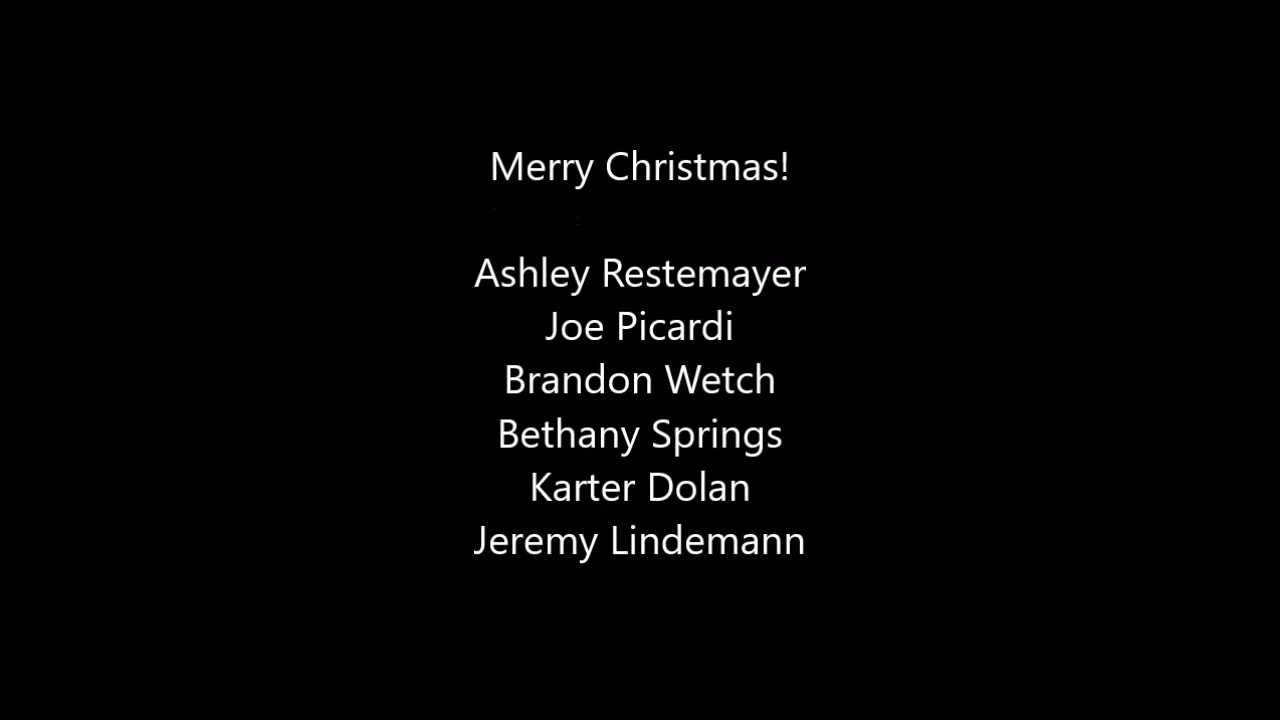 Merry Christmas!
Ashley Restemayer
Joe Picardi
Brandon Wetch
Bethany Springs
Karter Dolan
Jeremy Lindemann